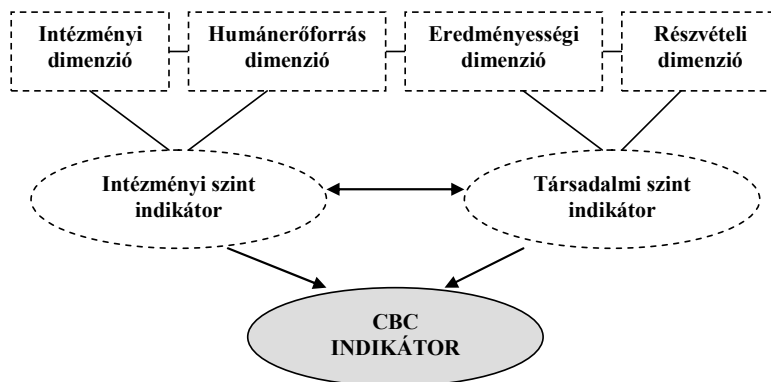 Intézményi
dimenzió
Humánerőforrás
dimenzió
Eredményességi
dimenzió
Részvételi
dimenzió
Intézményi szint
indikátor
Társadalmi szint
indikátor
CBC
INDIKÁTOR